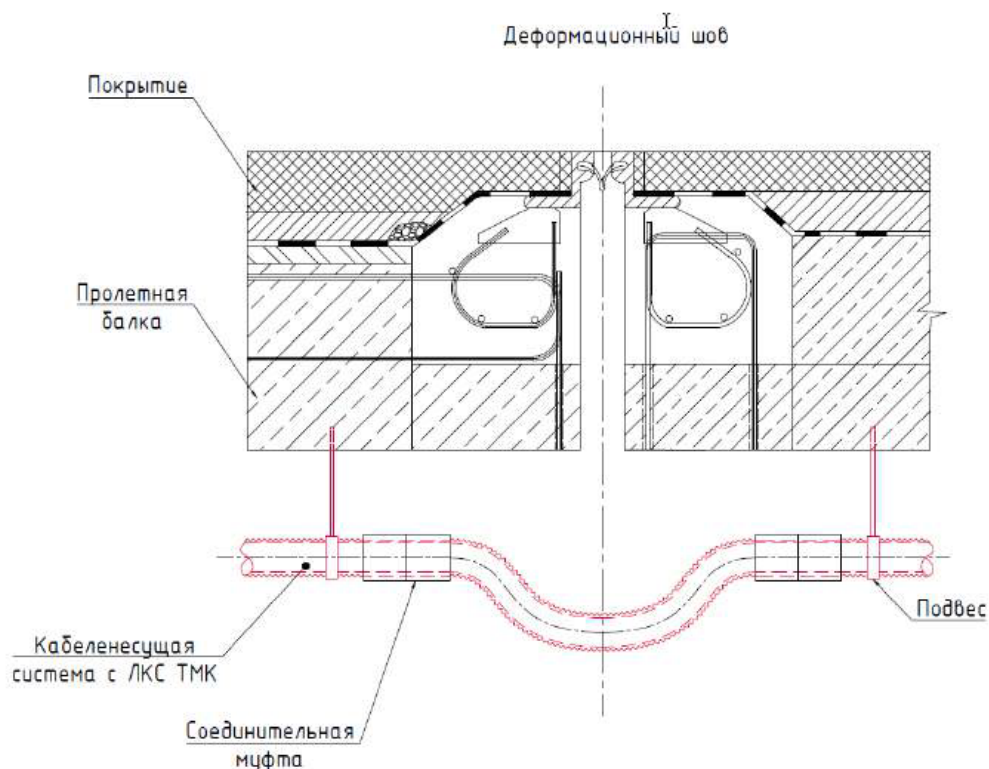 Деформационный шов
Покрытие
Пролетная
балка
Подвес
Кабеленесущая
система с ЛКС ТМК
Соединительная
муфта